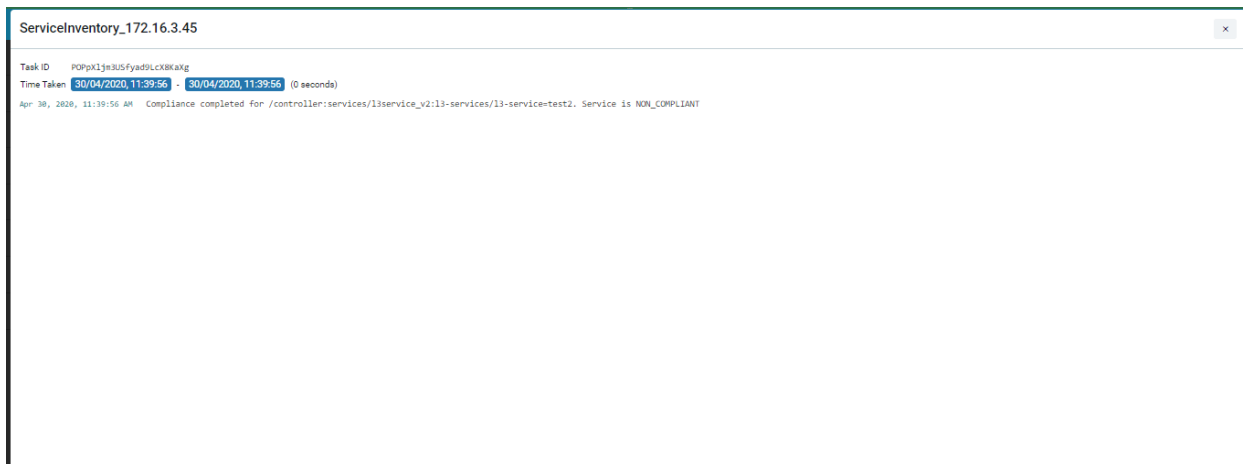 ServiceInventory_172.16.3.45
×
Task ID POPpXljm3USfyad9LcX8KaXg
Time Taken 30/04/2020, 11:39:56 - 30/04/2020, 11:39:56 (0 seconds)
Apr 30, 2020, 11:39:56 AM Compliance completed for /controller:services/l3service_v2:l3-services/l3-service=test2. Service is NON_COMPLIANT